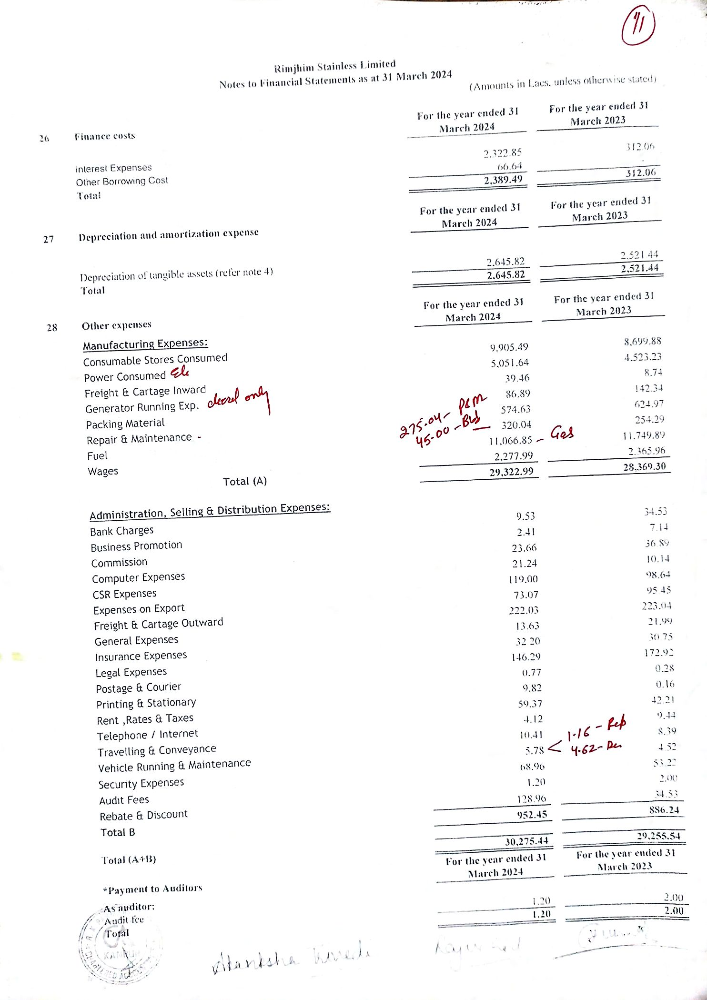 11
Rimjhim Stainless Limited
Notes to Financial Statements as at 31 March 2024
(Amounts in Lacs, unless otherwise stated)
For the year ended 31 March 2024 For the year ended 31 March 2023
26 Finance costs
Interest Expenses 2,322.85 312.06
Other Borrowing Cost 66.64 -
Total 2,389.49 312.06
For the year ended 31 March 2024 For the year ended 31 March 2023
27 Depreciation and amortization expense
Depreciation of tangible assets (refer note 4) 2,645.82 2,521.44
Total 2,645.82 2,521.44
For the year ended 31 March 2024 For the year ended 31 March 2023
28 Other expenses
Manufacturing Expenses:
Consumable Stores Consumed 9,905.49 8,699.88
Power Consumed Ele 5,051.64 4,523.23
Freight & Cartage Inward 39.46 8.74
Generator Running Exp. diesel only 86.89 142.34
Packing Material 574.63 624.97
Repair & Maintenance - 275.04 - P&M 45.00 - Bld 320.04 254.29
Fuel 11,066.85 - Gas 11,749.89
Wages 2,277.99 2,365.96
Total (A) 29,322.99 28,369.30
Administration, Selling & Distribution Expenses:
Bank Charges 9.53 34.53
Business Promotion 2.41 7.14
Commission 23.66 36.89
Computer Expenses 21.24 10.14
CSR Expenses 119.00 98.64
Expenses on Export 73.07 95.45
Freight & Cartage Outward 222.03 223.04
General Expenses 13.63 21.99
Insurance Expenses 32.20 30.75
Legal Expenses 146.29 172.92
Postage & Courier 0.77 0.28
Printing & Stationary 9.82 0.16
Rent ,Rates & Taxes 59.37 42.21
Telephone / Internet 4.12 9.44
Travelling & Conveyance 10.41 8.39
Vehicle Running & Maintenance 5.78 < 1.16 - Rep 4.62 - 4.52
Security Expenses 68.96 53.22
Audit Fees 1.20 2.00
Rebate & Discount 128.96 34.53
Total B 952.45 886.24
Total (A+B) 30,275.44 29,255.54
For the year ended 31 March 2024 For the year ended 31 March 2023
*Payment to Auditors
As auditor:
Audit fee 1.20 2.00
Total 1.20 2.00